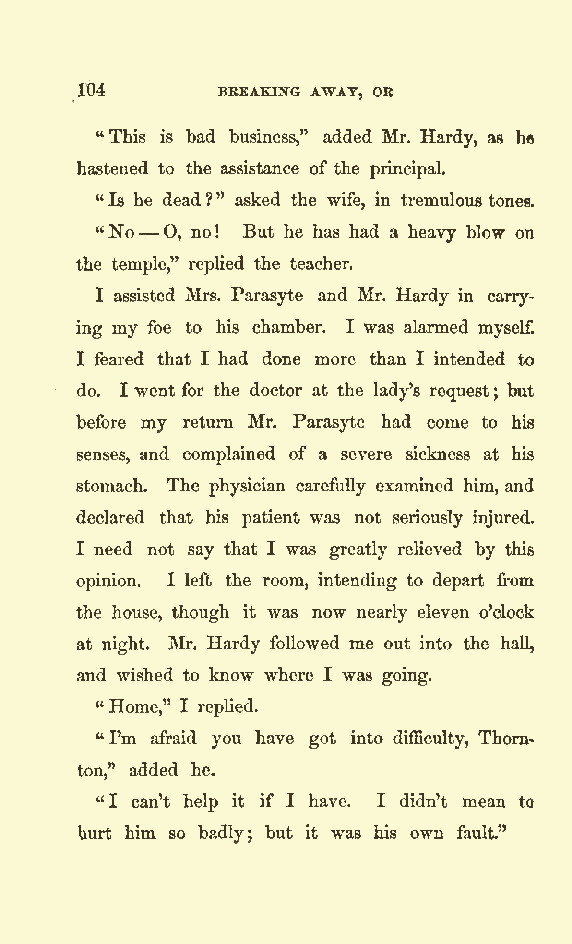 104 BREAKING AWAY, OR
"This is bad business," added Mr. Hardy, as he
hastened to the assistance of the principal.
"Is he dead?" asked the wife, in tremulous tones.
"No—O, no! But he has had a heavy blow on
the temple," replied the teacher.
I assisted Mrs. Parasyte and Mr. Hardy in carry-
ing my foe to his chamber. I was alarmed myself.
I feared that I had done more than I intended to
do. I went for the doctor at the lady's request; but
before my return Mr. Parasyte had come to his
senses, and complained of a severe sickness at his
stomach. The physician carefully examined him, and
declared that his patient was not seriously injured.
I need not say that I was greatly relieved by this
opinion. I left the room, intending to depart from
the house, though it was now nearly eleven o'clock
at night. Mr. Hardy followed me out into the hall,
and wished to know where I was going.
"Home," I replied.
"I'm afraid you have got into difficulty, Thorn-
ton," added he.
"I can't help it if I have. I didn't mean to
hurt him so badly; but it was his own fault."